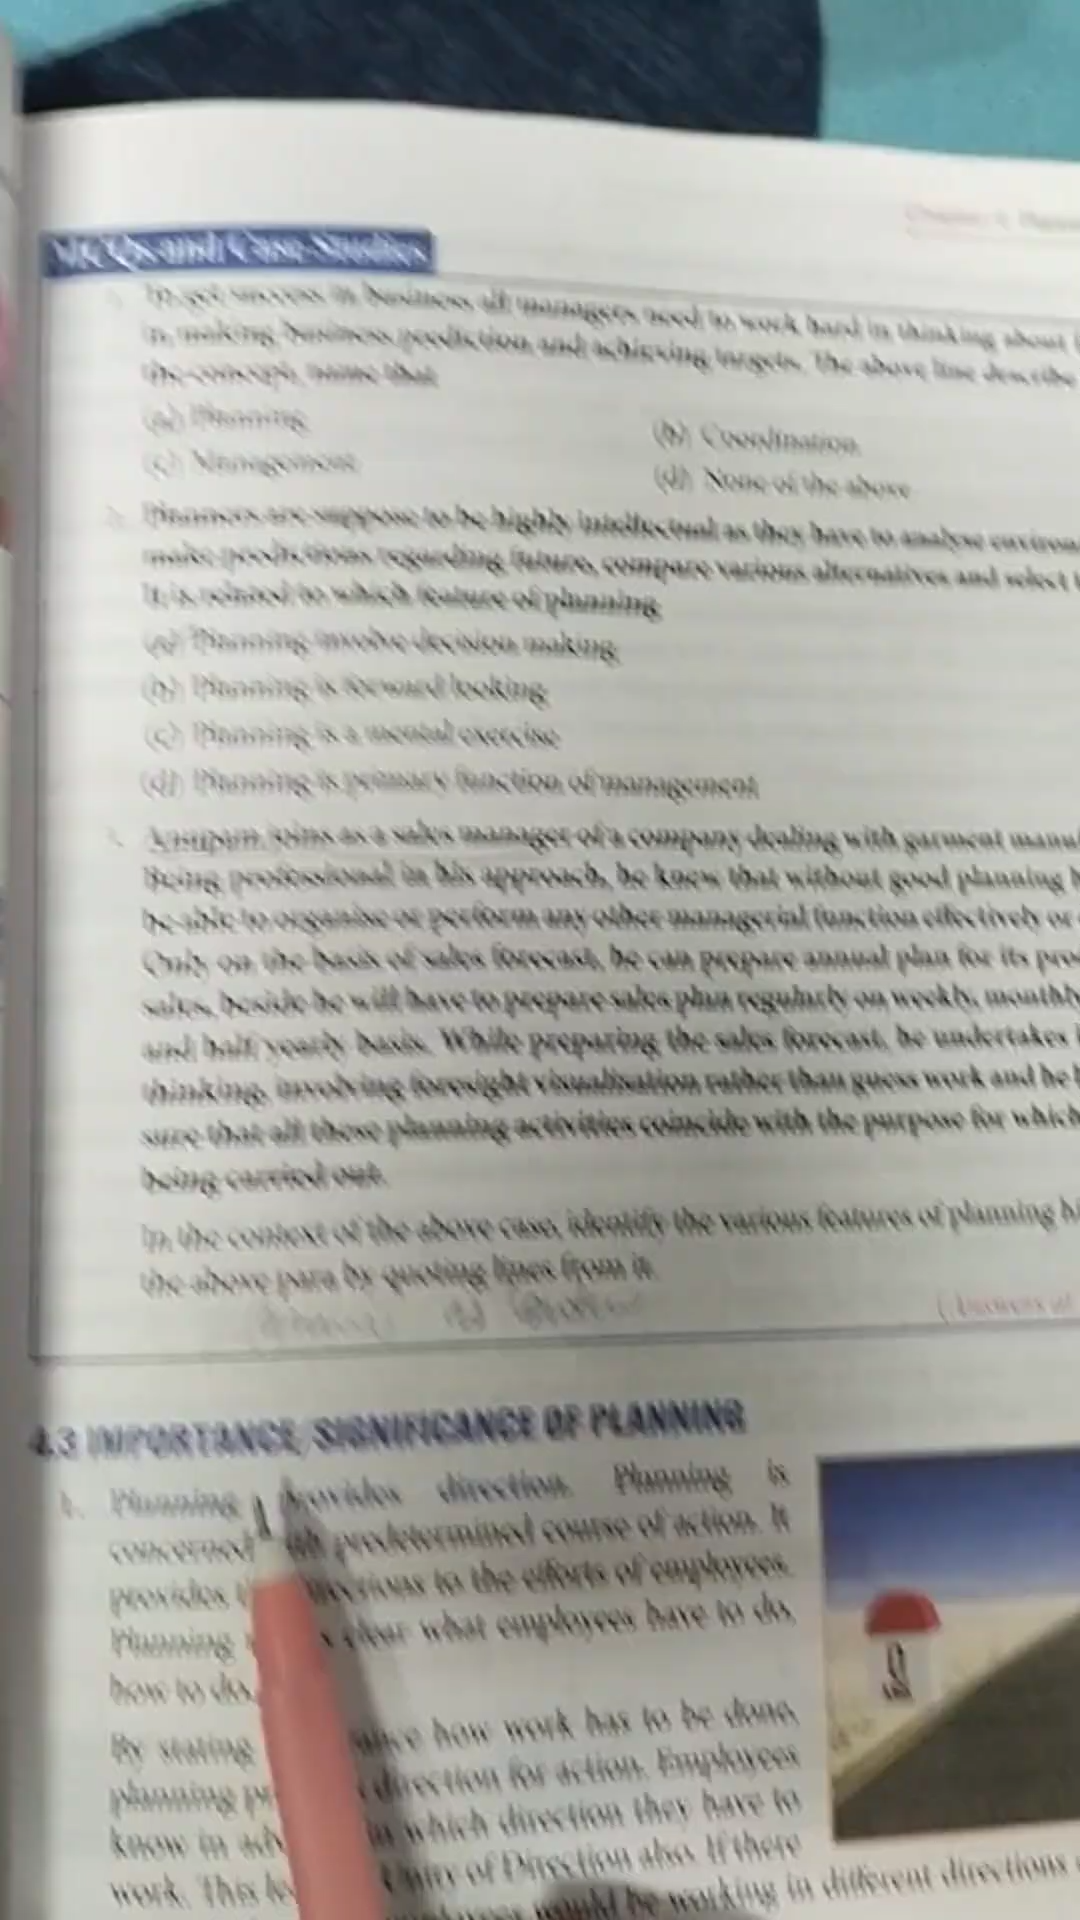 MCQs and Case Studies
To get success in business all managers need to work hard in thinking about
in making business prediction and achieving targets. The above line describe
the concept, name that
(a) Planning
(b) Coordination
(c) Management
(d) None of the above
2. Planners are suppose to be highly intellectual as they have to analyse
make predictions regarding future, compare various alternatives and select
It is related to which feature of planning
(a) Planning involve decision making
(b) Planning is forward looking
(c) Planning is a mental exercise
(d) Planning is primary function of management
Anupam joins as a sales manager of a company dealing with garment
Being professional in his approach, he knew that without good planning
be able to organise or perform any other managerial function effectively or
Only on the basis of sales forecast, he can prepare annual plan for its
sales, beside he will have to prepare sales plan regularly on weekly, monthly
and half yearly basis. While preparing the sales forecast, he undertakes
thinking, involving foresight visualisation rather than guess work and he
sure that all these planning activities coincide with the purpose for which
being carried out.
In the context of the above case, identify the various features of planning
the above para by quoting lines from it.
4.3 IMPORTANCE/SIGNIFICANCE OF PLANNING
1. Planning provides direction. Planning is
concerned predetermined course of action. It
provides to the efforts of employees.
Planning clear what employees have to do,
how to do,
By stating how work has to be done,
planning direction for action. Employees
know in which direction they have to
work. This Unity of Direction also. If there
would be working in different directions